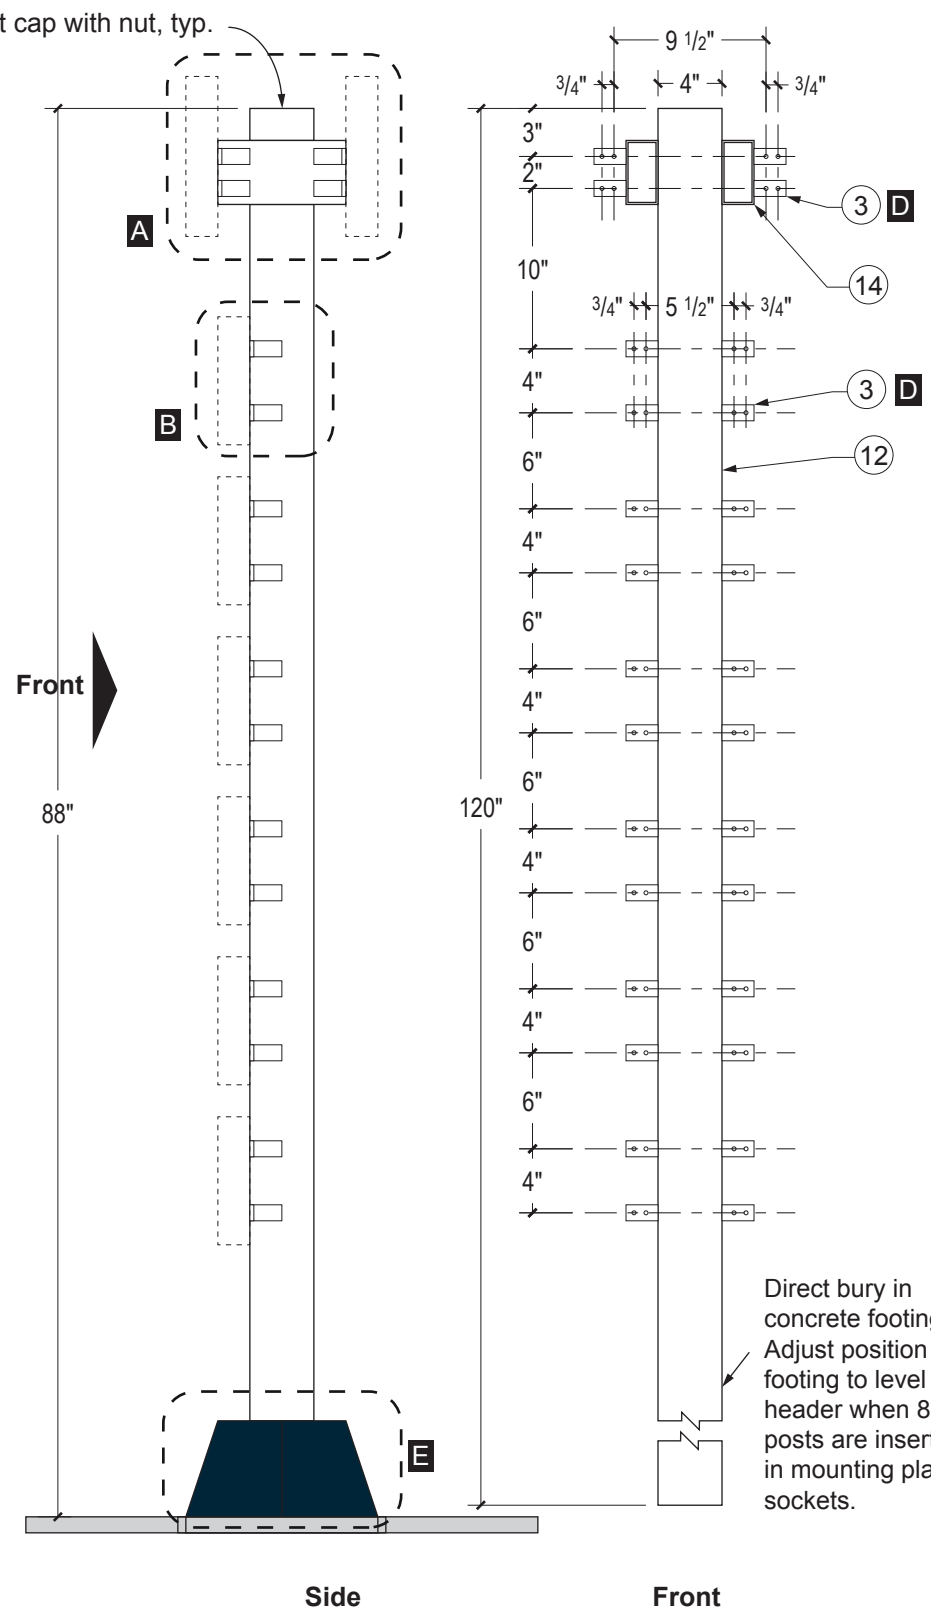 t cap with nut, typ.
9 1/2"
3/4"
4"
3/4"
3"
2"
3 D
A
14
10"
3/4"
5 1/2"
3/4"
4"
3 D
B
12
6"
4"
6"
Front
4"
6"
88"
120"
4"
6"
4"
6"
4"
Direct bury in
concrete footing
Adjust position
footing to level
header when 8
posts are insert
in mounting pla
sockets.
E
Side
Front